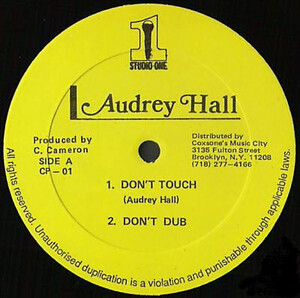 1
STUDIO ONE
Audrey Hall
Produced by
C. Cameron
SIDE A
CP-01
Distributed by
Coxsone's Music City
3135 Fulton Street
Brooklyn, N.Y. 11208
(718) 277-4166
1. DON'T TOUCH
(Audrey Hall)
2. DON'T DUB
All rights reserved. Unauthorised duplication is a violation and punishable through applicable laws.